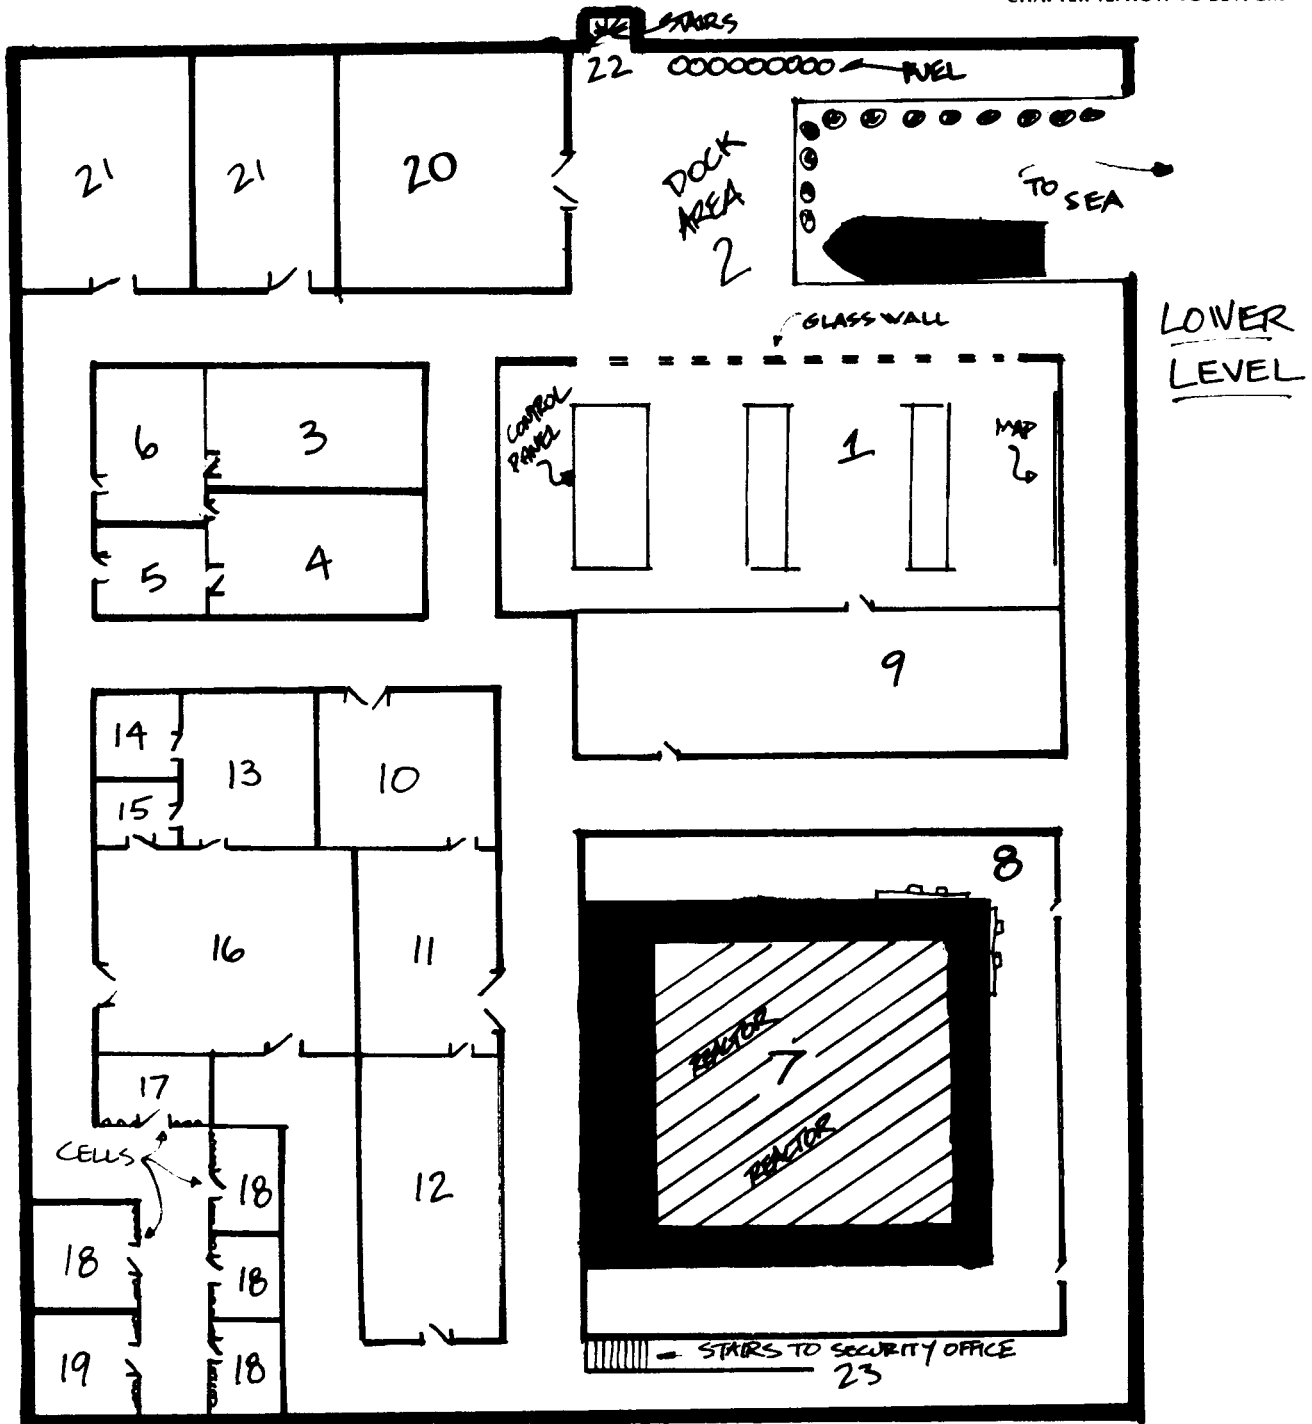 STAIRS
22
FUEL
21
21
20
DOCK
AREA
2
TO SEA
GLASS WALL
LOWER
LEVEL
CONTROL
PANEL
6
3
1
MAP
5
4
9
14
13
10
15
8
16
11
REACTOR
7
17
CELLS
REACTOR
12
18
18
18
19
18
STAIRS TO SECURITY OFFICE
23